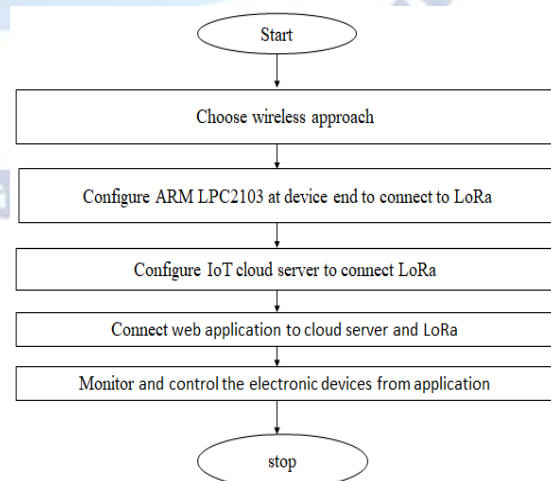 Start
Choose wireless approach
Configure ARM LPC2103 at device end to connect to LoRa
Configure IoT cloud server to connect LoRa
Connect web application to cloud server and LoRa
Monitor and control the electronic devices from application
stop